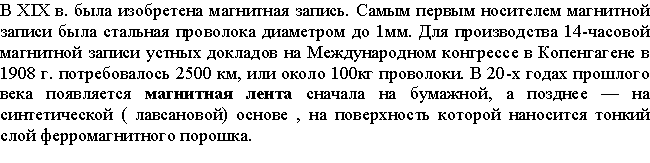 В XIX в. была изобретена магнитная запись. Самым первым носителем магнитной
записи была стальная проволока диаметром до 1мм. Для производства 14-часовой
магнитной записи устных докладов на Международном конгрессе в Копенгагене в
1908 г. потребовалось 2500 км, или около 100кг проволоки. В 20-х годах прошлого
века появляется магнитная лента сначала на бумажной, а позднее — на
синтетической ( лавсановой) основе , на поверхность которой наносится тонкий
слой ферромагнитного порошка.